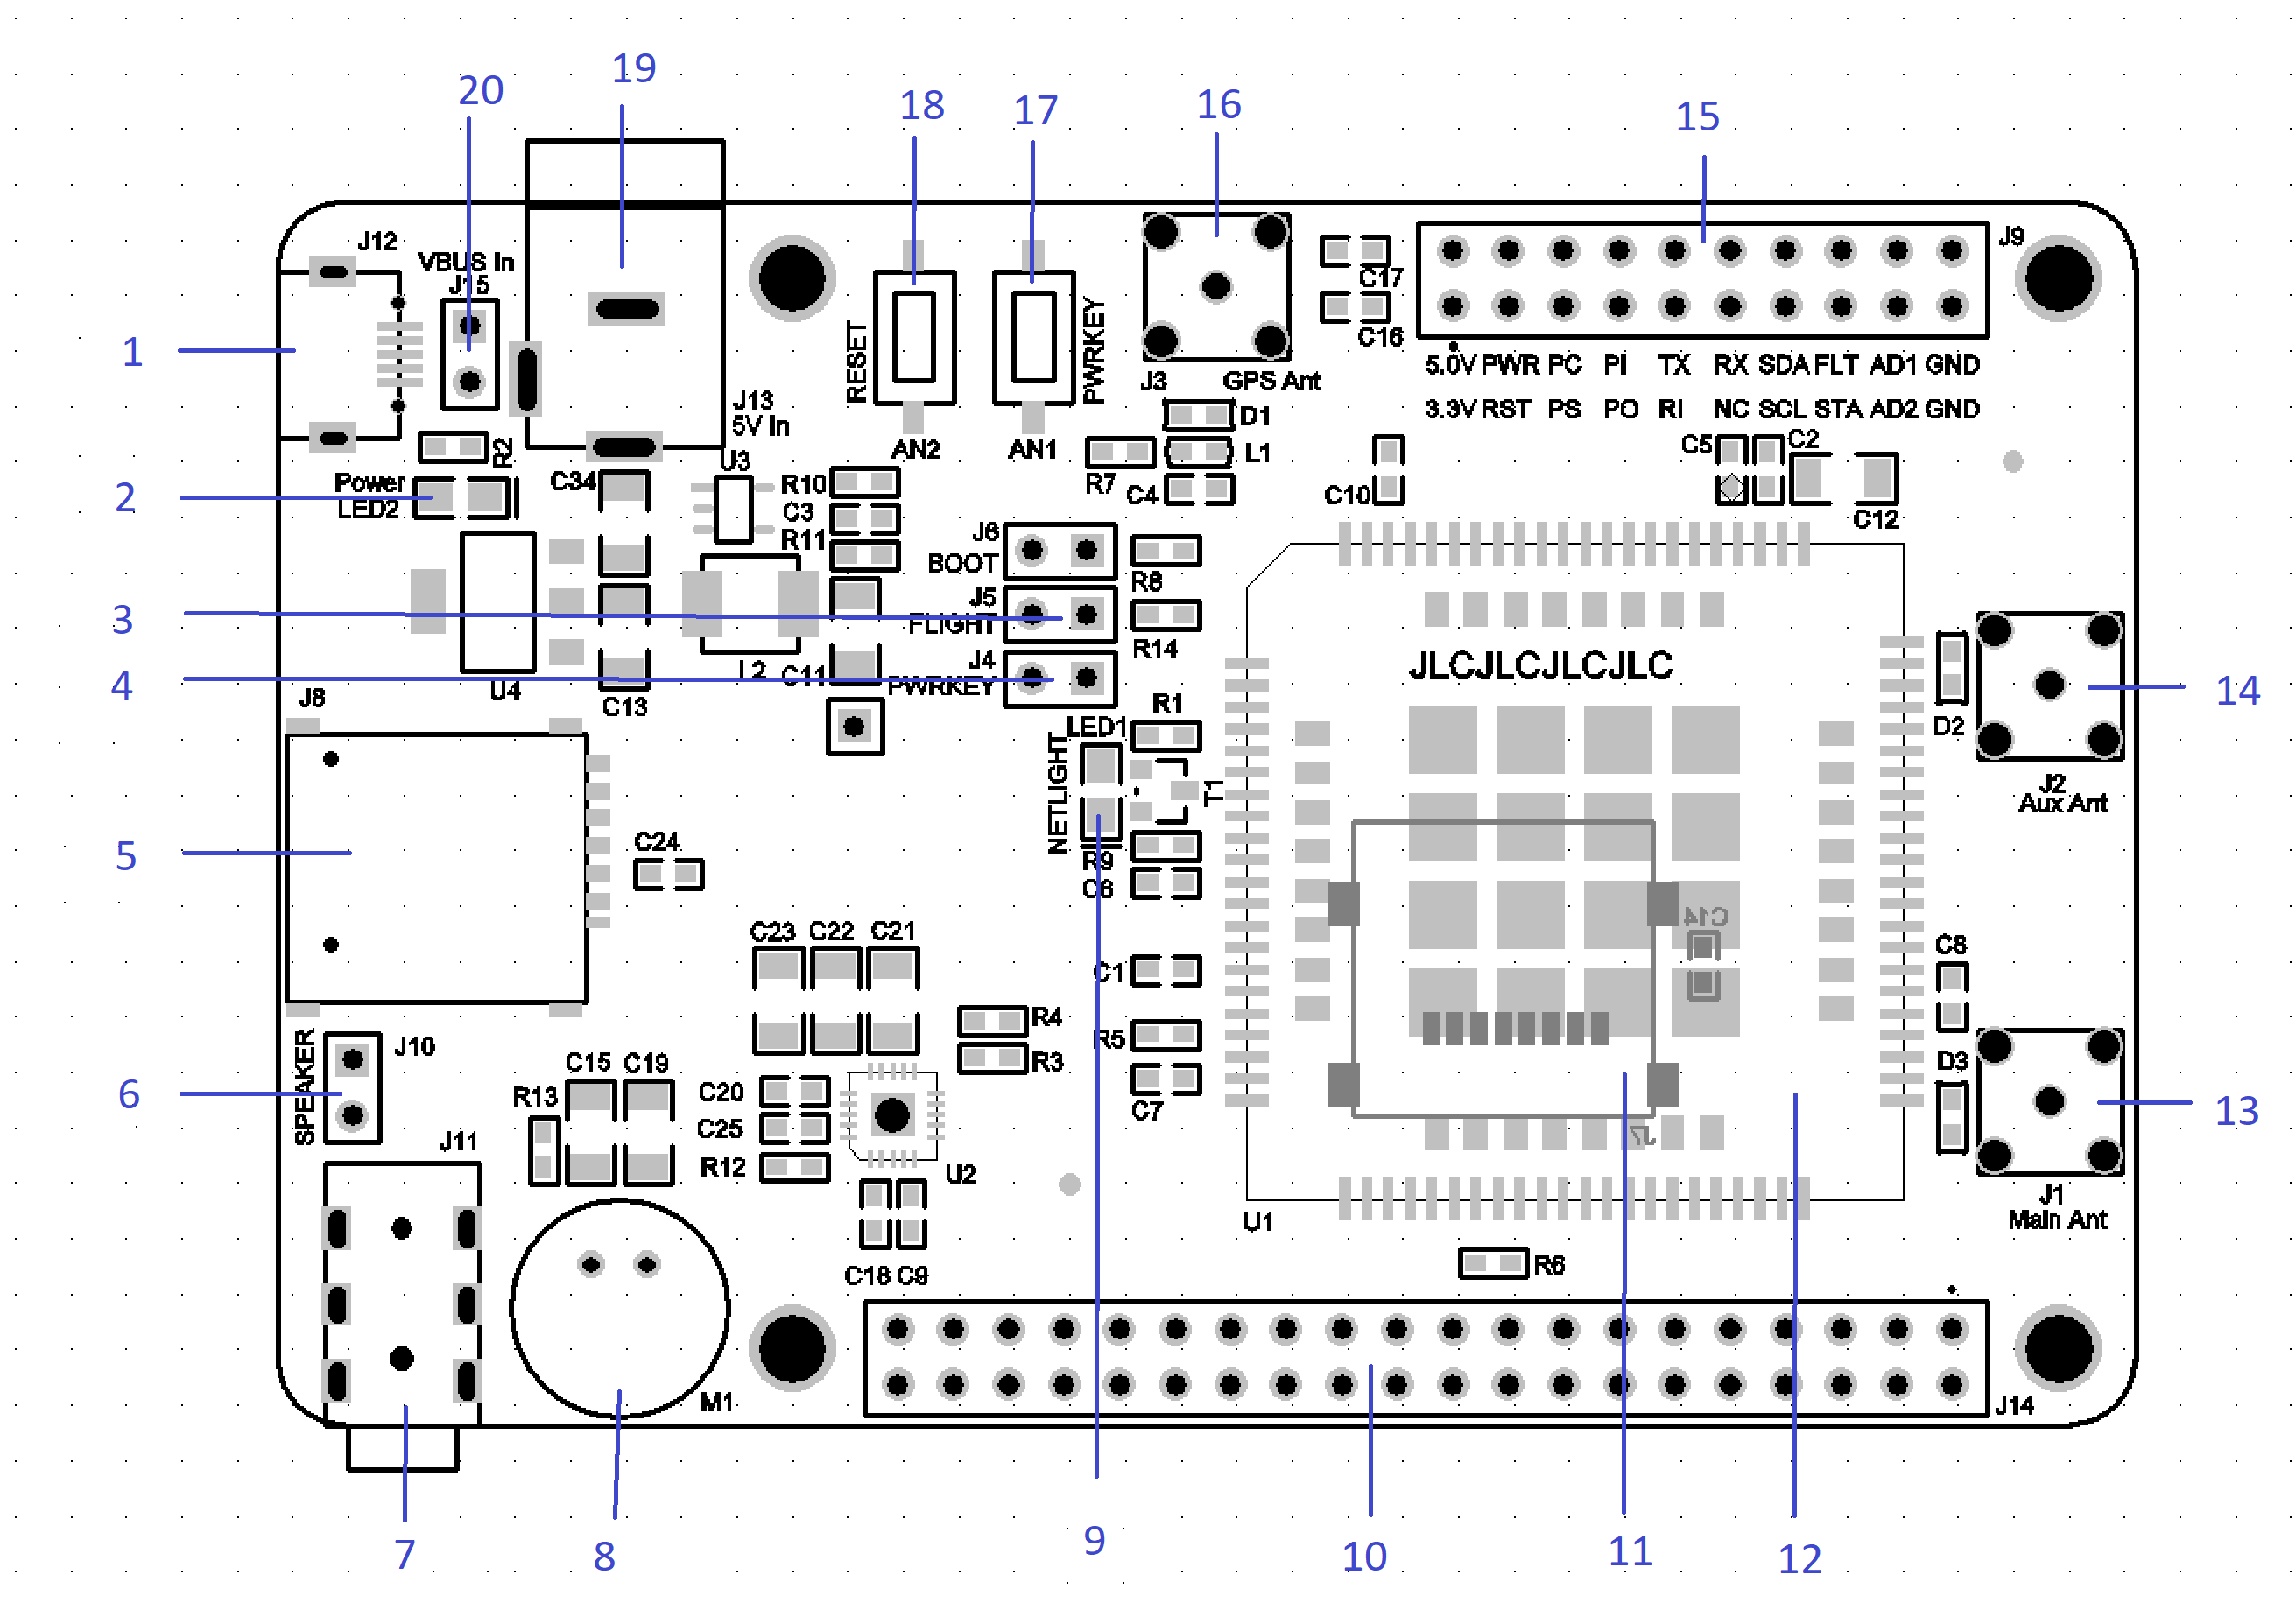 19
20
18
17
16
15
J12
VBUS In
J15
J9
C17
C16
1
RESET
PWRKEY
J3
GPS Ant
5.0V PWR PC PI TX RX SDA FLT AD1 GND
3.3V RST PS PO RI NC SCL STA AD2 GND
J13
5V In
AN2
AN1
D1
L1
R7
C4
R2
U3
C5
C2
C10
C12
2
Power
LED2
C34
R10
C3
R11
J6
BOOT
R8
3
J5
FLIGHT
R14
4
J4
PWRKEY
L2
C11
U4
C13
J8
JLCJLCJLCJLC
R1
LED1
NETLIGHT
T1
D2
14
J2
Aux Ant
5
C24
R9
C6
C14
C23
C22
C21
C1
C8
R4
R3
R5
D3
6
SPEAKER
J10
R13
C15
C19
C20
C25
R12
C7
13
J7
J11
U2
U1
J1
Main Ant
C18
C9
R6
M1
J14
7
8
9
10
11
12